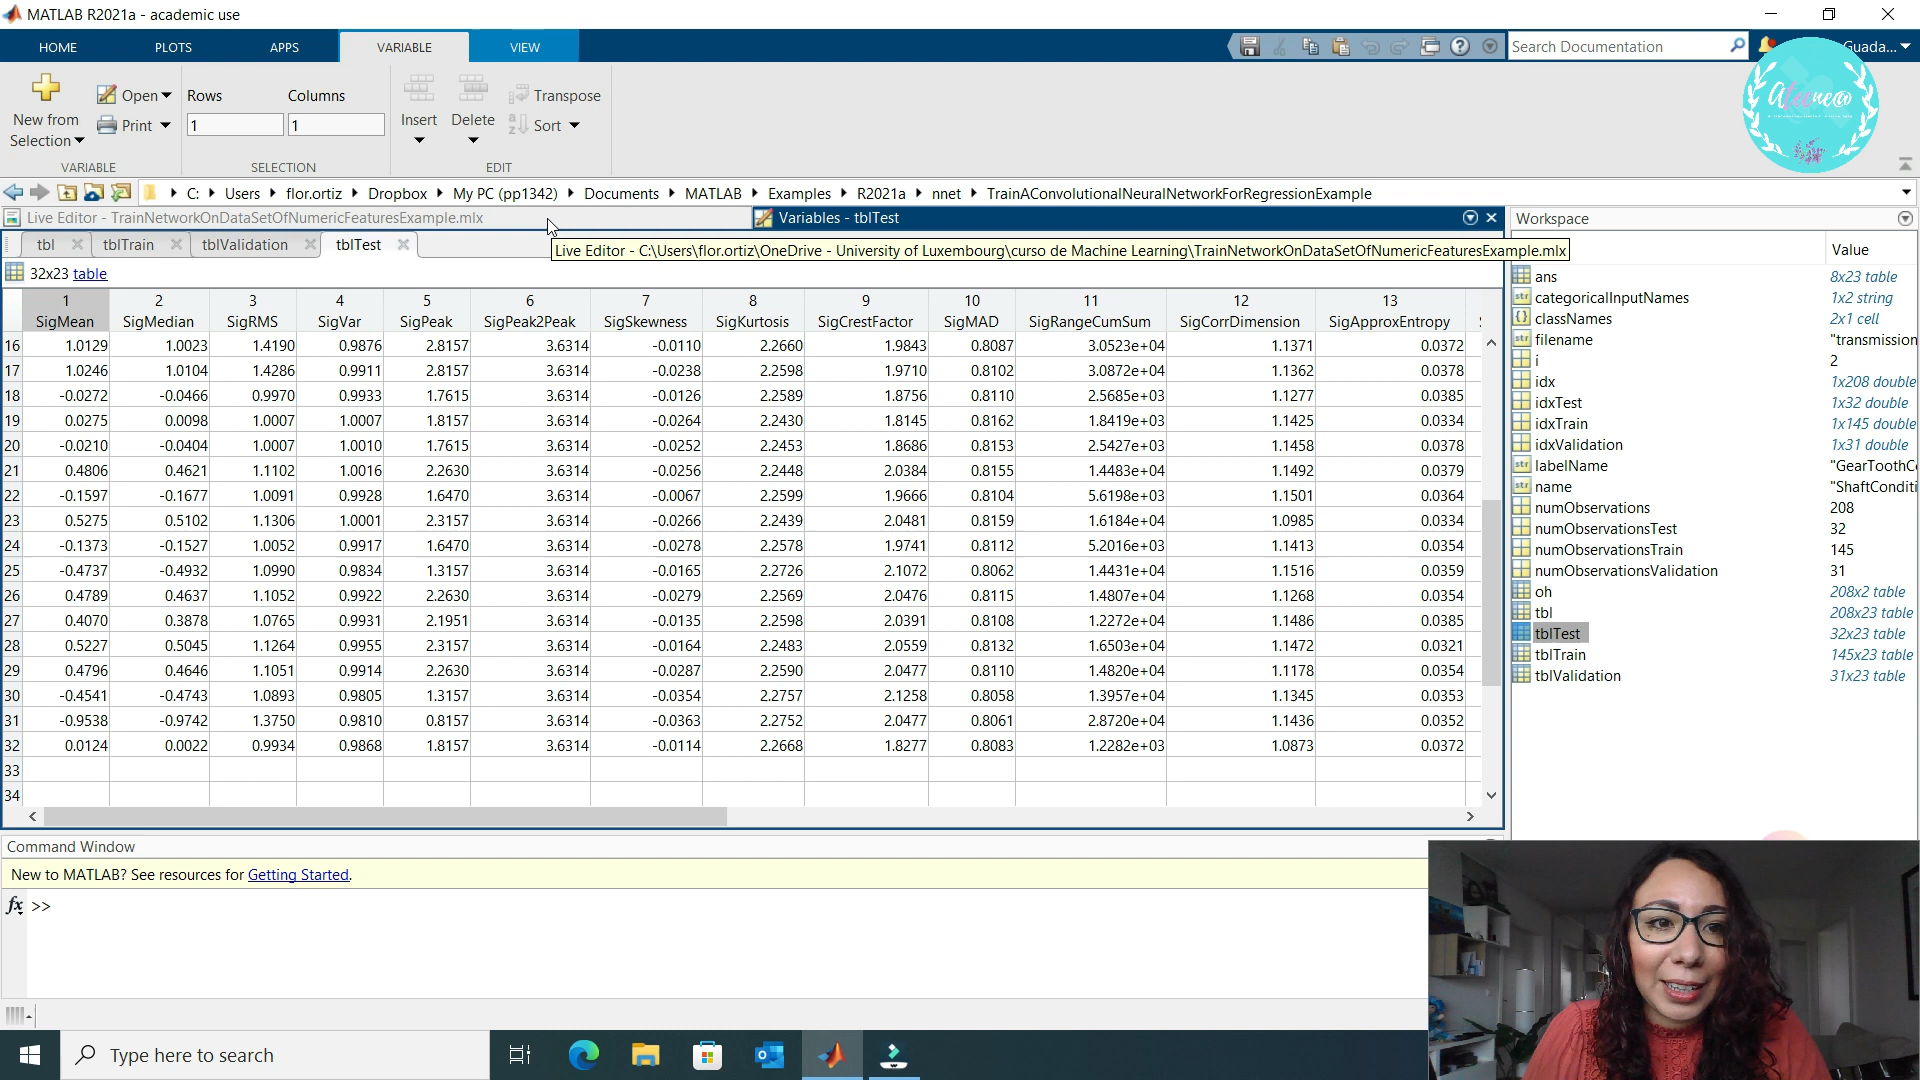 MATLAB R2021a - academic use
HOME PLOTS APPS VARIABLE VIEW
Search Documentation
Guada...
New from
Selection
Open
Print
Rows
Columns
1
1
Insert
Delete
Transpose
Sort
VARIABLE
SELECTION
EDIT
C: Users flor.ortiz Dropbox My PC (pp1342) Documents MATLAB Examples R2021a nnet TrainAConvolutionalNeuralNetworkForRegressionExample
Live Editor - TrainNetworkOnDataSetOfNumericFeaturesExample.mlx
Variables - tblTest
tbl tblTrain tblValidation tblTest
Live Editor - C:\Users\flor.ortiz\OneDrive - University of Luxembourg\curso de Machine Learning\TrainNetworkOnDataSetOfNumericFeaturesExample.mlx
32x23 table
1 2 3 4 5 6 7 8 9 10 11 12 13
SigMean SigMedian SigRMS SigVar SigPeak SigPeak2Peak SigSkewness SigKurtosis SigCrestFactor SigMAD SigRangeCumSum SigCorrDimension SigApproxEntropy
16 1.0129 1.0023 1.4190 0.9876 2.8157 3.6314 -0.0110 2.2660 1.9843 0.8087 3.0523e+04 1.1371 0.0372
17 1.0246 1.0104 1.4286 0.9911 2.8157 3.6314 -0.0238 2.2598 1.9710 0.8102 3.0872e+04 1.1362 0.0378
18 -0.0272 -0.0466 0.9970 0.9933 1.7615 3.6314 -0.0126 2.2589 1.8756 0.8110 2.5685e+03 1.1277 0.0385
19 0.0275 0.0098 1.0007 1.0007 1.8157 3.6314 -0.0264 2.2430 1.8145 0.8162 1.8419e+03 1.1425 0.0334
20 -0.0210 -0.0404 1.0007 1.0010 1.7615 3.6314 -0.0252 2.2453 1.8686 0.8153 2.5427e+03 1.1458 0.0378
21 0.4806 0.4621 1.1102 1.0016 2.2630 3.6314 -0.0256 2.2448 2.0384 0.8155 1.4483e+04 1.1492 0.0379
22 -0.1597 -0.1677 1.0091 0.9928 1.6470 3.6314 -0.0067 2.2599 1.9666 0.8104 5.6198e+03 1.1501 0.0364
23 0.5275 0.5102 1.1306 1.0001 2.3157 3.6314 -0.0266 2.2439 2.0481 0.8159 1.6184e+04 1.0985 0.0334
24 -0.1373 -0.1527 1.0052 0.9917 1.6470 3.6314 -0.0278 2.2578 1.9741 0.8112 5.2016e+03 1.1413 0.0354
25 -0.4737 -0.4932 1.0990 0.9834 1.3157 3.6314 -0.0165 2.2726 2.1072 0.8062 1.4431e+04 1.1516 0.0359
26 0.4789 0.4637 1.1052 0.9922 2.2630 3.6314 -0.0279 2.2569 2.0476 0.8115 1.4807e+04 1.1268 0.0354
27 0.4070 0.3878 1.0765 0.9931 2.1951 3.6314 -0.0135 2.2598 2.0391 0.8108 1.2272e+04 1.1486 0.0385
28 0.5227 0.5045 1.1264 0.9955 2.3157 3.6314 -0.0164 2.2483 2.0559 0.8132 1.6503e+04 1.1472 0.0321
29 0.4796 0.4646 1.1051 0.9914 2.2630 3.6314 -0.0287 2.2590 2.0477 0.8110 1.4820e+04 1.1178 0.0354
30 -0.4541 -0.4743 1.0893 0.9805 1.3157 3.6314 -0.0354 2.2757 2.1258 0.8058 1.3957e+04 1.1345 0.0353
31 -0.9538 -0.9742 1.3750 0.9810 0.8157 3.6314 -0.0363 2.2752 2.0477 0.8061 2.8720e+04 1.1436 0.0352
32 0.0124 0.0022 0.9934 0.9868 1.8157 3.6314 -0.0114 2.2668 1.8277 0.8083 1.2282e+03 1.0873 0.0372
33
34
Workspace
Value
ans 8x23 table
categoricalInputNames 1x2 string
classNames 2x1 cell
filename "transmission
i 2
idx 1x208 double
idxTest 1x32 double
idxTrain 1x145 double
idxValidation 1x31 double
labelName "GearToothC
name "ShaftConditi
numObservations 208
numObservationsTest 32
numObservationsTrain 145
numObservationsValidation 31
oh 208x2 table
tbl 208x23 table
tblTest 32x23 table
tblTrain 145x23 table
tblValidation 31x23 table
Command Window
New to MATLAB? See resources for Getting Started.
fx >>
Type here to search